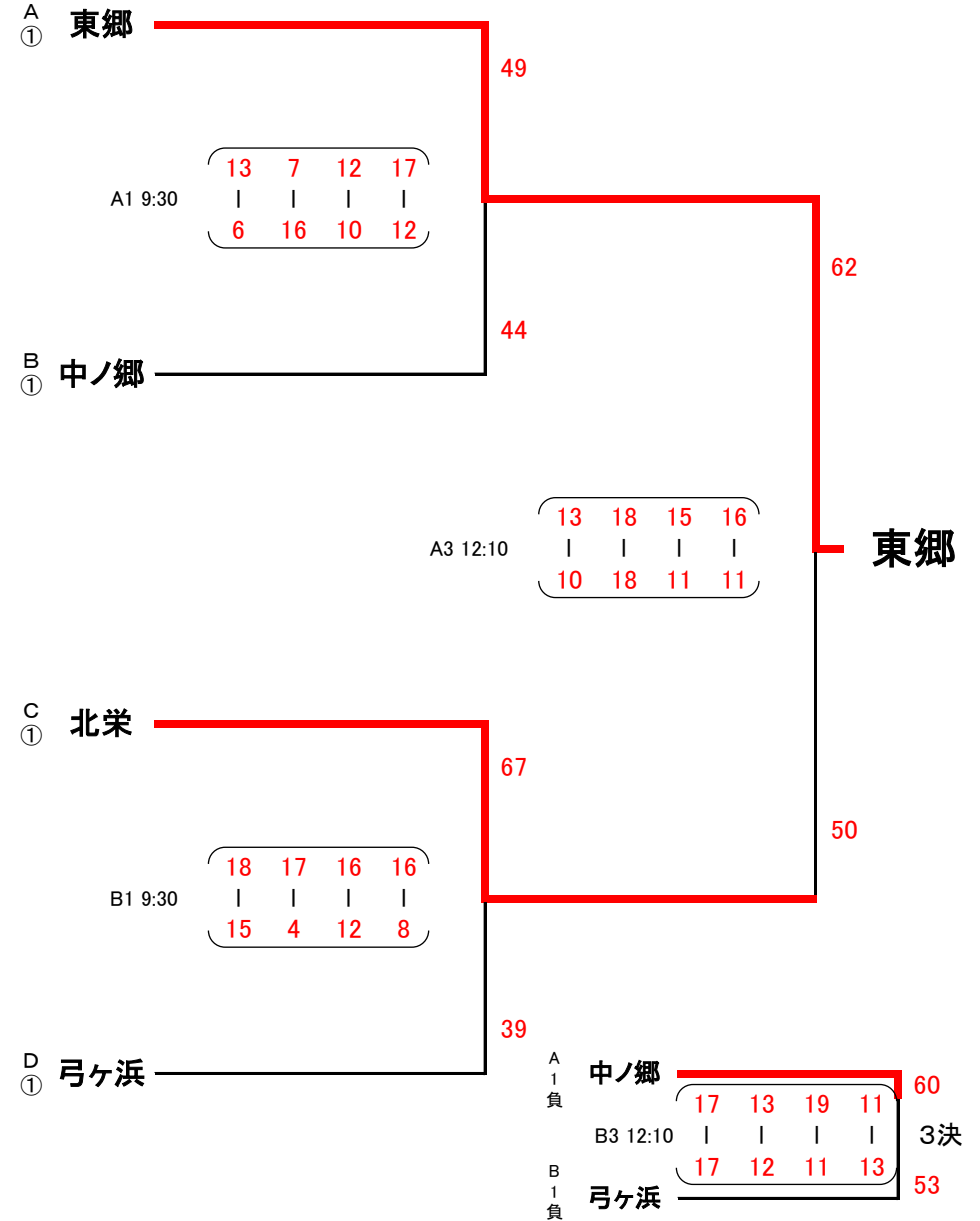 A
① 東郷
49
13 7 12 17
A1 9:30 | | | |
6 16 10 12
62
44
B
① 中ノ郷
13 18 15 16
A3 12:10 | | | |
10 18 11 11
東郷
C
① 北栄
67
50
18 17 16 16
B1 9:30 | | | |
15 4 12 8
39
D
① 弓ヶ浜
A
1
負
中ノ郷
60
17 13 19 11
B3 12:10 | | | | 3決
17 12 11 13
53
B
1
負
弓ヶ浜